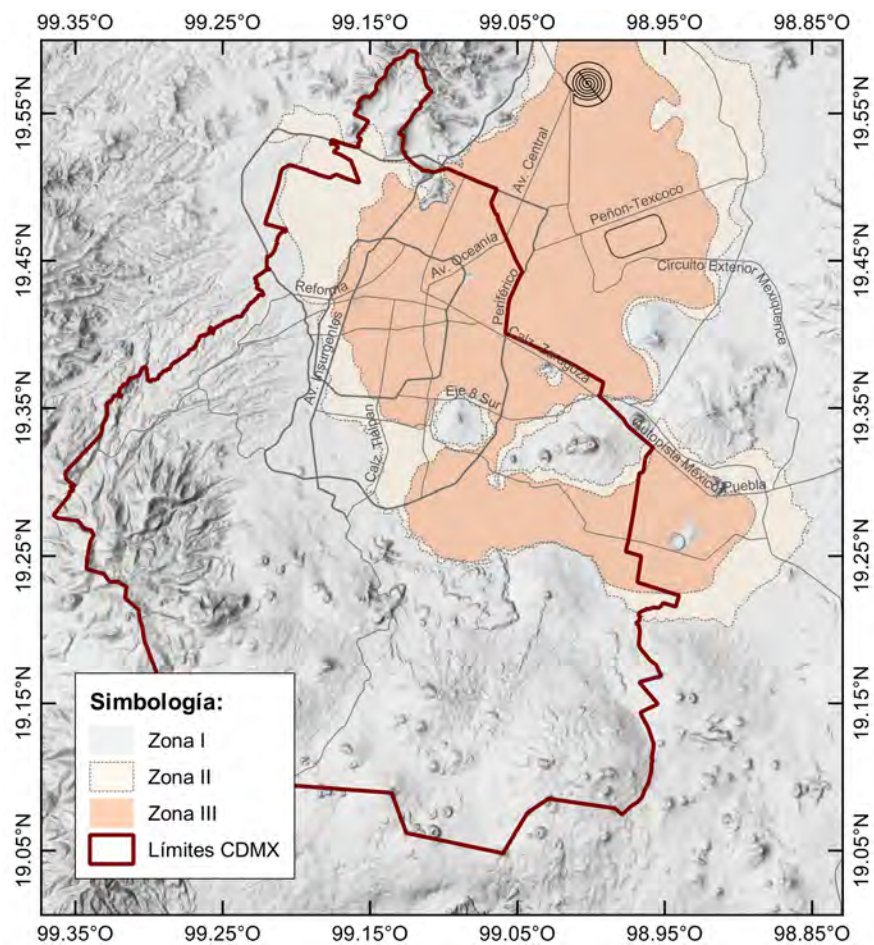 99.35°O 99.25°O 99.15°O 99.05°O 98.95°O 98.85°O
19.55°N
19.55°N
Av. Central
Peñon-Texcoco
19.45°N
19.45°N
Av. Oceanía
Circuito Exterior Mexiquence
Reforma
Periférico
Av. Insurgentes
Calz. Zaragoza
19.35°N
19.35°N
Eje 8 Sur
Calz. Tlalpan
Autopista México-Puebla
19.25°N
19.25°N
19.15°N
19.15°N
Simbología:
Zona I
Zona II
Zona III
Límites CDMX
19.05°N
19.05°N
99.35°O 99.25°O 99.15°O 99.05°O 98.95°O 98.85°O